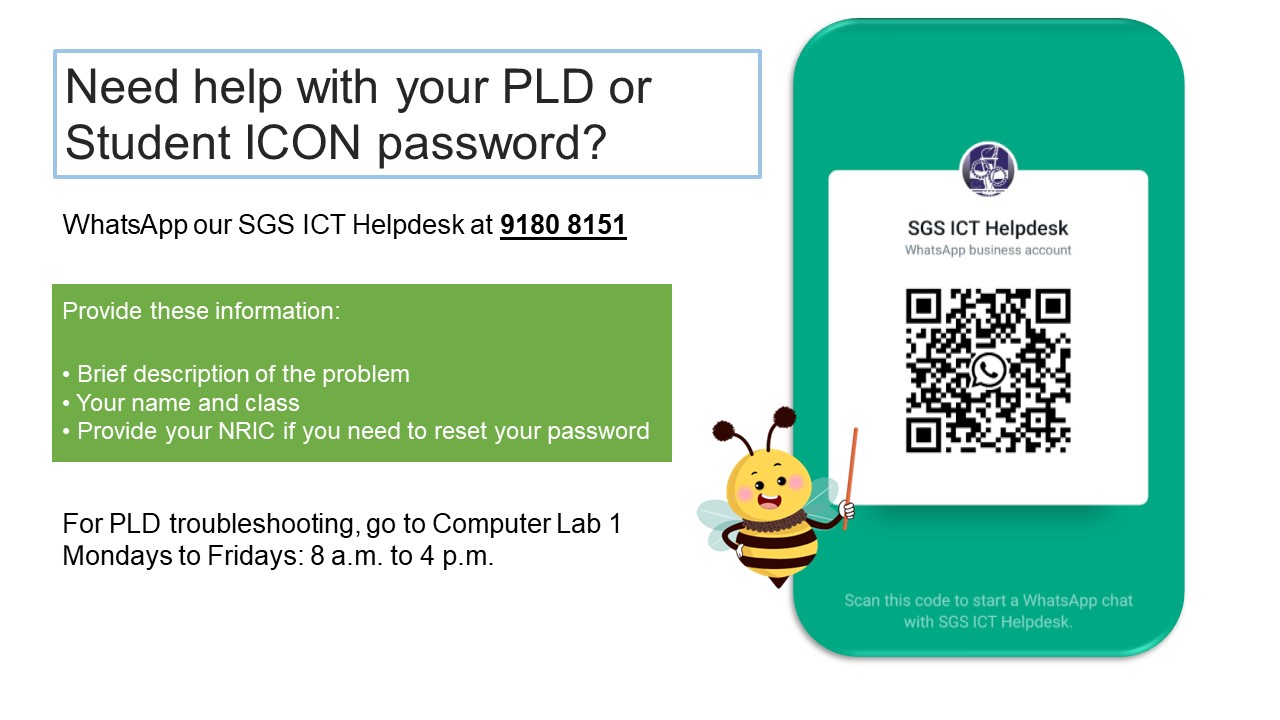 Need help with your PLD or
Student ICON password?
WhatsApp our SGS ICT Helpdesk at 9180 8151
Provide these information:
• Brief description of the problem
• Your name and class
• Provide your NRIC if you need to reset your password
For PLD troubleshooting, go to Computer Lab 1
Mondays to Fridays: 8 a.m. to 4 p.m.
SGS ICT Helpdesk
WhatsApp business account
Scan this code to start a WhatsApp chat
with SGS ICT Helpdesk.